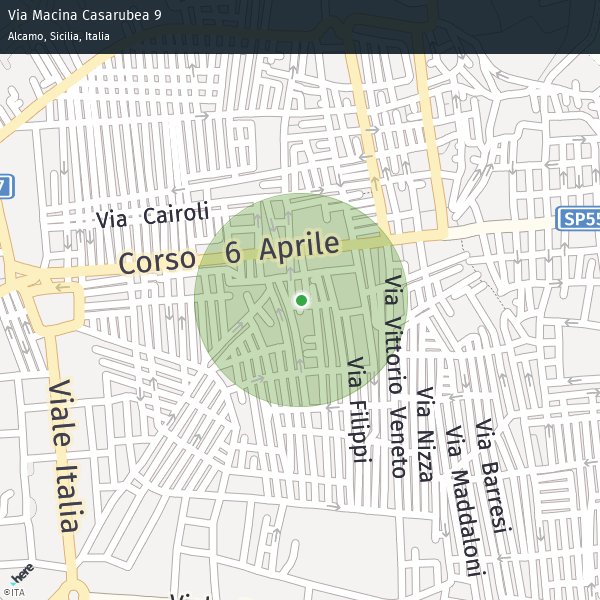 Via Macina Casarubea 9
Alcamo, Sicilia, Italia
7
Via Cairoli
SP55
Corso 6 Aprile
Via Vittorio Veneto
Via Filippi
Via Nizza
Via Barresi
Via Maddaloni
Viale Italia
here
©ITA